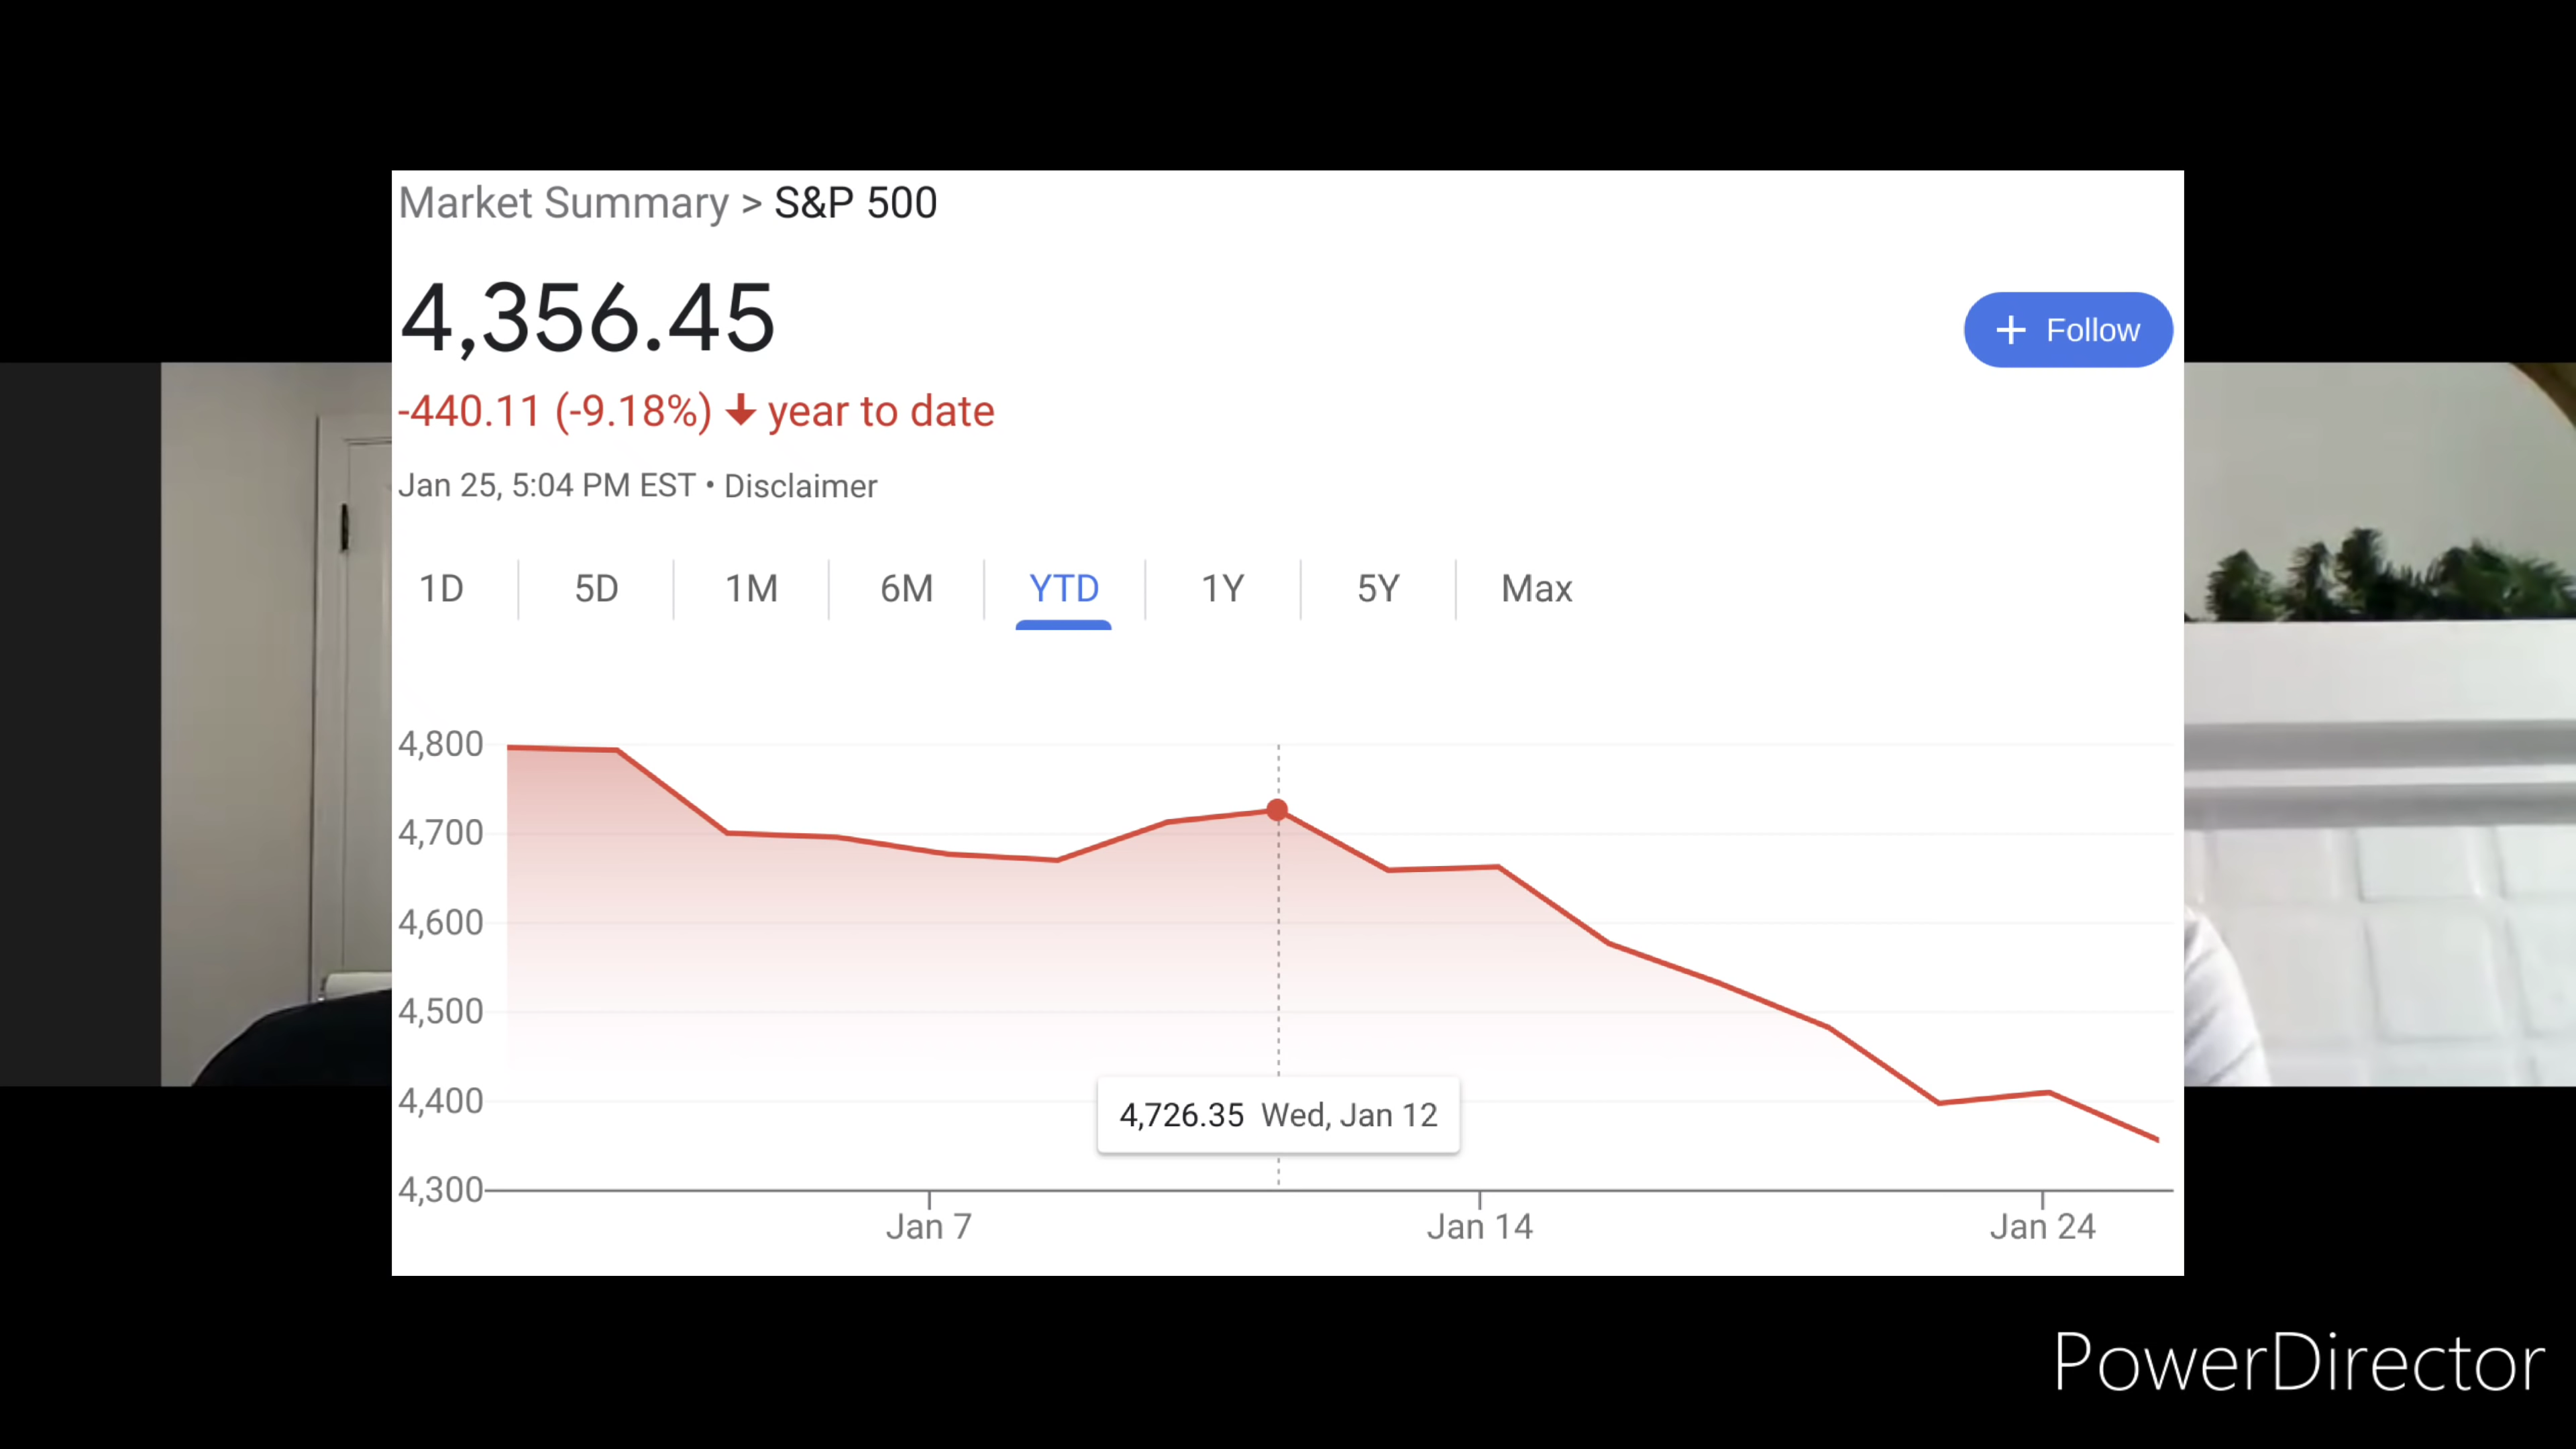 Market Summary > S&P 500
4,356.45
+ Follow
-440.11 (-9.18%) ↓ year to date
Jan 25, 5:04 PM EST • Disclaimer
1D 5D 1M 6M YTD 1Y 5Y Max
4,800
4,700
4,600
4,500
4,400
4,726.35 Wed, Jan 12
4,300
Jan 7 Jan 14 Jan 24
PowerDirector